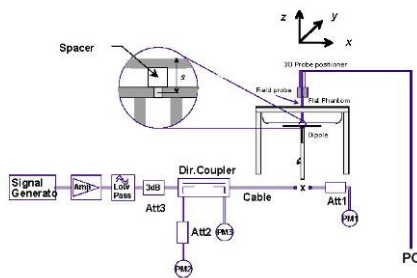 z
y
x
Spacer
s
3D Probe positioner
Field probe
Flat Phantom
Dipole
Signal
Generato
Amp
Low
Pass
3dB
Att3
Dir.Coupler
Cable
x
Att1
PM1
Att2
PM3
PM2
PC